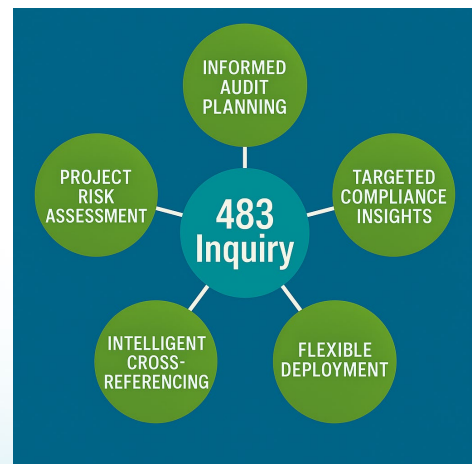 INFORMED
AUDIT
PLANNING
PROJECT
RISK
ASSESSMENT
TARGETED
COMPLIANCE
INSIGHTS
483
Inquiry
INTELLIGENT
CROSS-
REFERENCING
FLEXIBLE
DEPLOYMENT